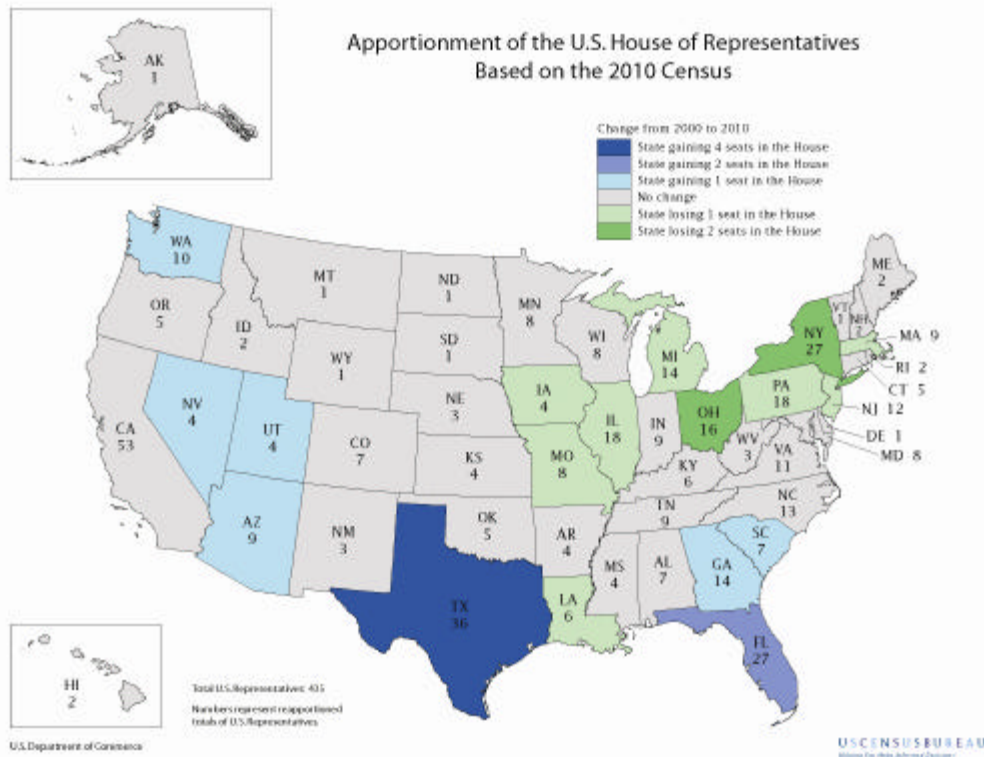 Apportionment of the U.S. House of Representatives
Based on the 2010 Census
Change from 2000 to 2010
State gaining 4 seats in the House
State gaining 2 seats in the House
State gaining 1 seat in the House
No change
State losing 1 seat in the House
State losing 2 seats in the House
AK
1
WA
10
OR
5
ID
2
MT
1
ND
1
MN
8
SD
1
WI
8
WY
1
MI
14
NY
27
VT
1
NH
2
ME
2
MA 9
RI 2
CT 5
NJ 12
DE 1
MD 8
PA
18
NV
4
UT
4
CA
53
CO
7
NE
3
KS
4
IA
4
MO
8
IL
18
IN
9
OH
16
WV
3
VA
11
KY
6
TN
9
NC
13
SC
7
GA
14
AL
7
MS
4
AR
4
OK
5
NM
3
AZ
9
TX
36
LA
6
FL
27
HI
2
Total U.S. Representatives: 435
Numbers represent reapportioned
totals of U.S. Representatives.
U.S. Department of Commerce
USCENSUSBUREAU